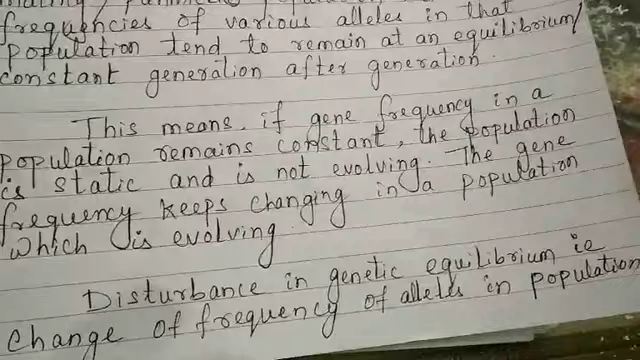 frequencies of various alleles in that
population tend to remain at an equilibrium/
constant generation after generation.
This means, if gene frequency in a
population remains constant, the population
is static and is not evolving. The gene
frequency keeps changing in a population
which is evolving.
Disturbance in genetic equilibrium ie
change of frequency of alleles in population